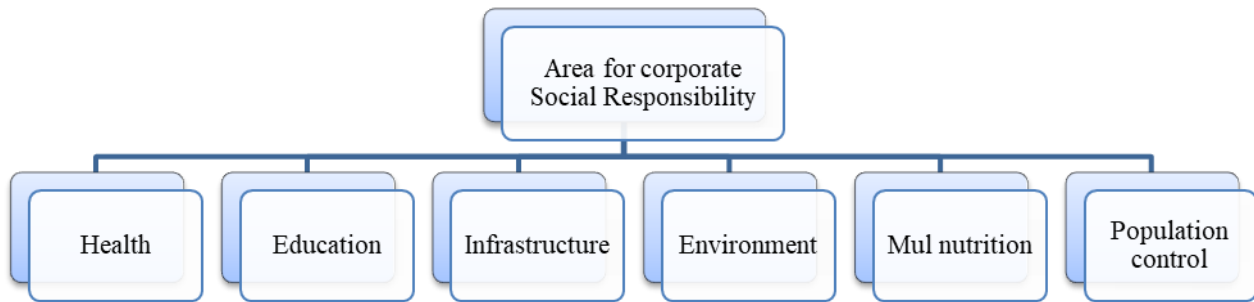 Area for corporate
Social Responsibility
Health
Education
Infrastructure
Environment
Mul nutrition
Population
control